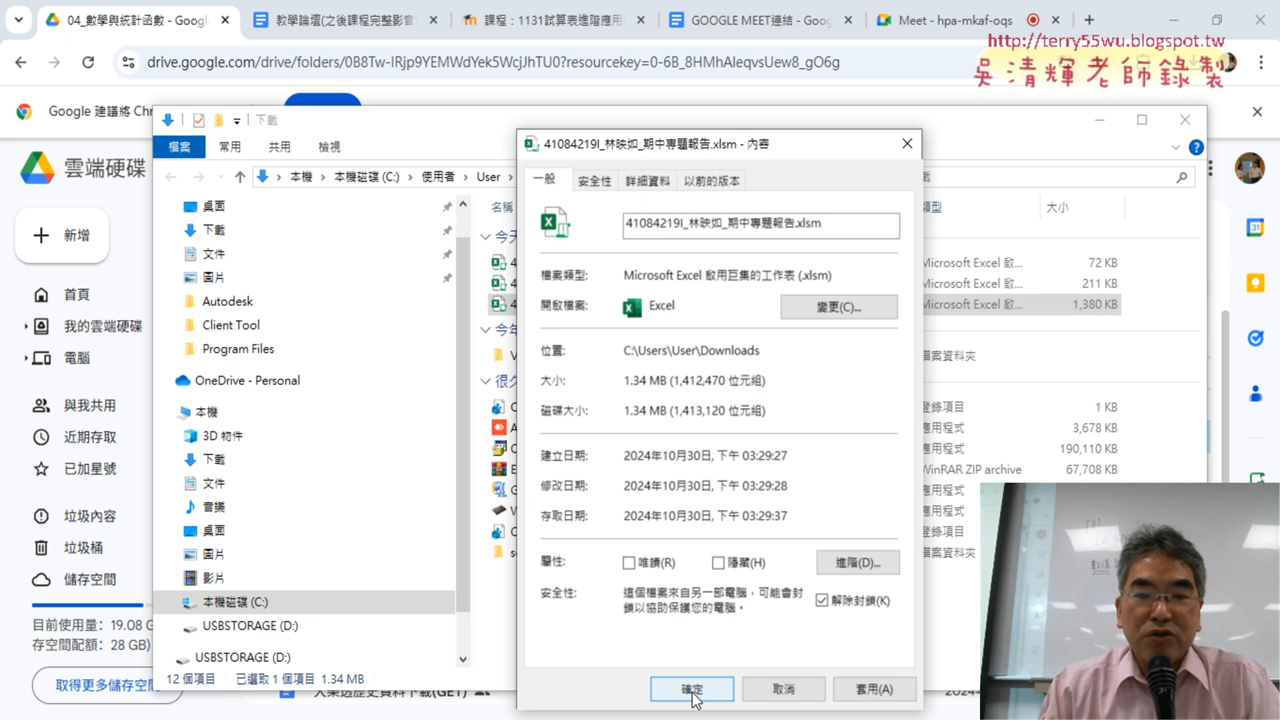 04_數學與統計函數 - Googl
教學論壇(之後課程完整影音
課程：1131試算表進階應用
GOOGLE MEET連結 - Goog
Meet - hpa-mkaf-oqs
drive.google.com/drive/folders/0B8Tw-IRjp9YEMWdYek5WcjJhTU0?resourcekey=0-6B_8HMhAleqvsUew8_gO6g
http://terry55wu.blogspot.tw
吳清輝老師錄製
Google 建議將 Chr
雲端硬碟
新增
首頁
我的雲端硬碟
電腦
與我共用
近期存取
已加星號
垃圾內容
垃圾桶
儲存空間
目前使用量：19.08 G
存空間配額：28 GB)
取得更多儲存空間
下載
檔案
常用
共用
檢視
本機
本機磁碟 (C:)
使用者
User
桌面
下載
文件
圖片
Autodesk
Client Tool
Program Files
OneDrive - Personal
本機
3D 物件
下載
文件
音樂
桌面
圖片
影片
本機磁碟 (C:)
USBSTORAGE (D:)
USBSTORAGE (D:)
12 個項目
已選取 1 個項目 1.34 MB
名稱
今天
今年
很久
41084219I_林映如_期中專題報告.xlsm - 內容
一般
安全性
詳細資料
以前的版本
41084219I_林映如_期中專題報告.xlsm
檔案類型:
Microsoft Excel 啟用巨集的工作表 (.xlsm)
開啟檔案:
Excel
變更(C)...
位置:
C:\Users\User\Downloads
大小:
1.34 MB (1,412,470 位元組)
磁碟大小:
1.34 MB (1,413,120 位元組)
建立日期:
2024年10月30日, 下午 03:29:27
修改日期:
2024年10月30日, 下午 03:29:28
存取日期:
2024年10月30日, 下午 03:29:37
屬性:
唯讀(R)
隱藏(H)
進階(D)...
安全性:
這個檔案來自另一部電腦，可能會封
鎖以協助保護您的電腦。
解除封鎖(K)
確定
取消
套用(A)
類型
大小
Microsoft Excel 啟用...
72 KB
Microsoft Excel 啟用...
211 KB
Microsoft Excel 啟用...
1,380 KB
檔案資料夾
登錄項目
1 KB
應用程式
3,678 KB
應用程式
190,110 KB
WinRAR ZIP archive
67,708 KB
應用程式
登錄項目
檔案資料夾
大樂透歷史資料下載(GET)